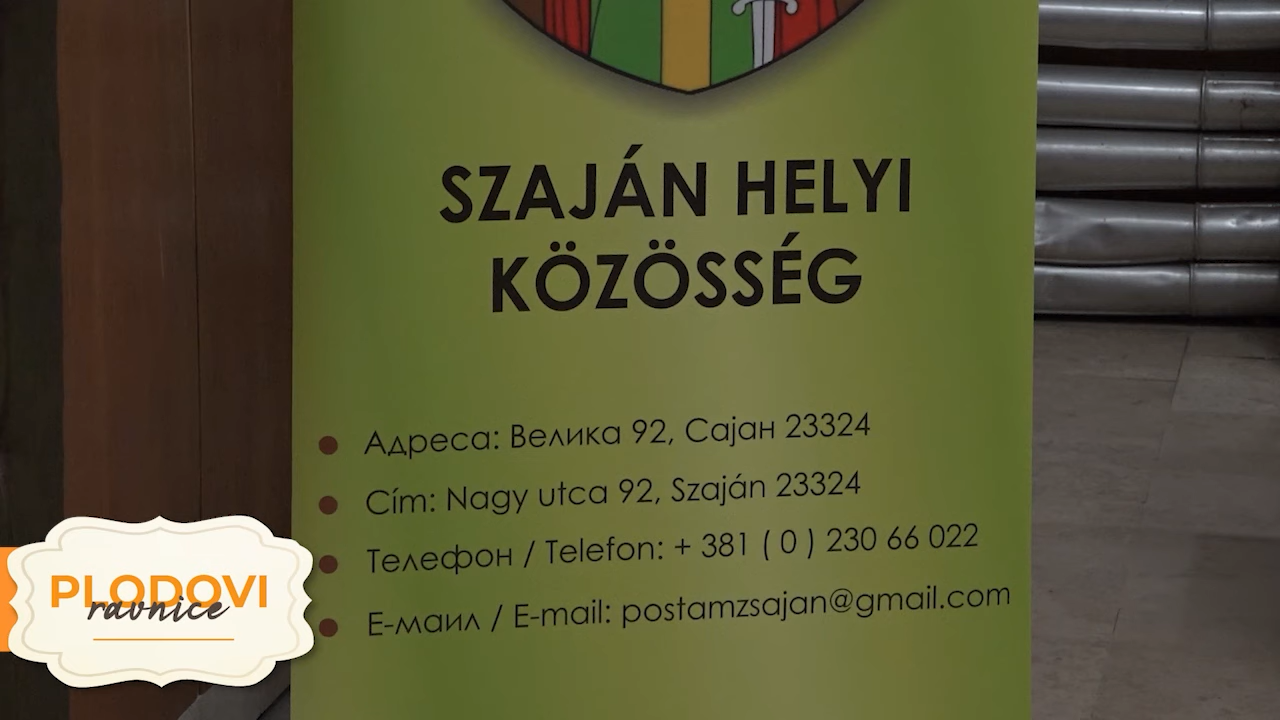 SZAJÁN HELYI
KÖZÖSSÉG
Адреса: Велика 92, Сајан 23324
Cím: Nagy utca 92, Szaján 23324
Телефон / Telefon: + 381 ( 0 ) 230 66 022
Е-маил / E-mail: postamzsajan@gmail.com
PLODOVI
ravnice